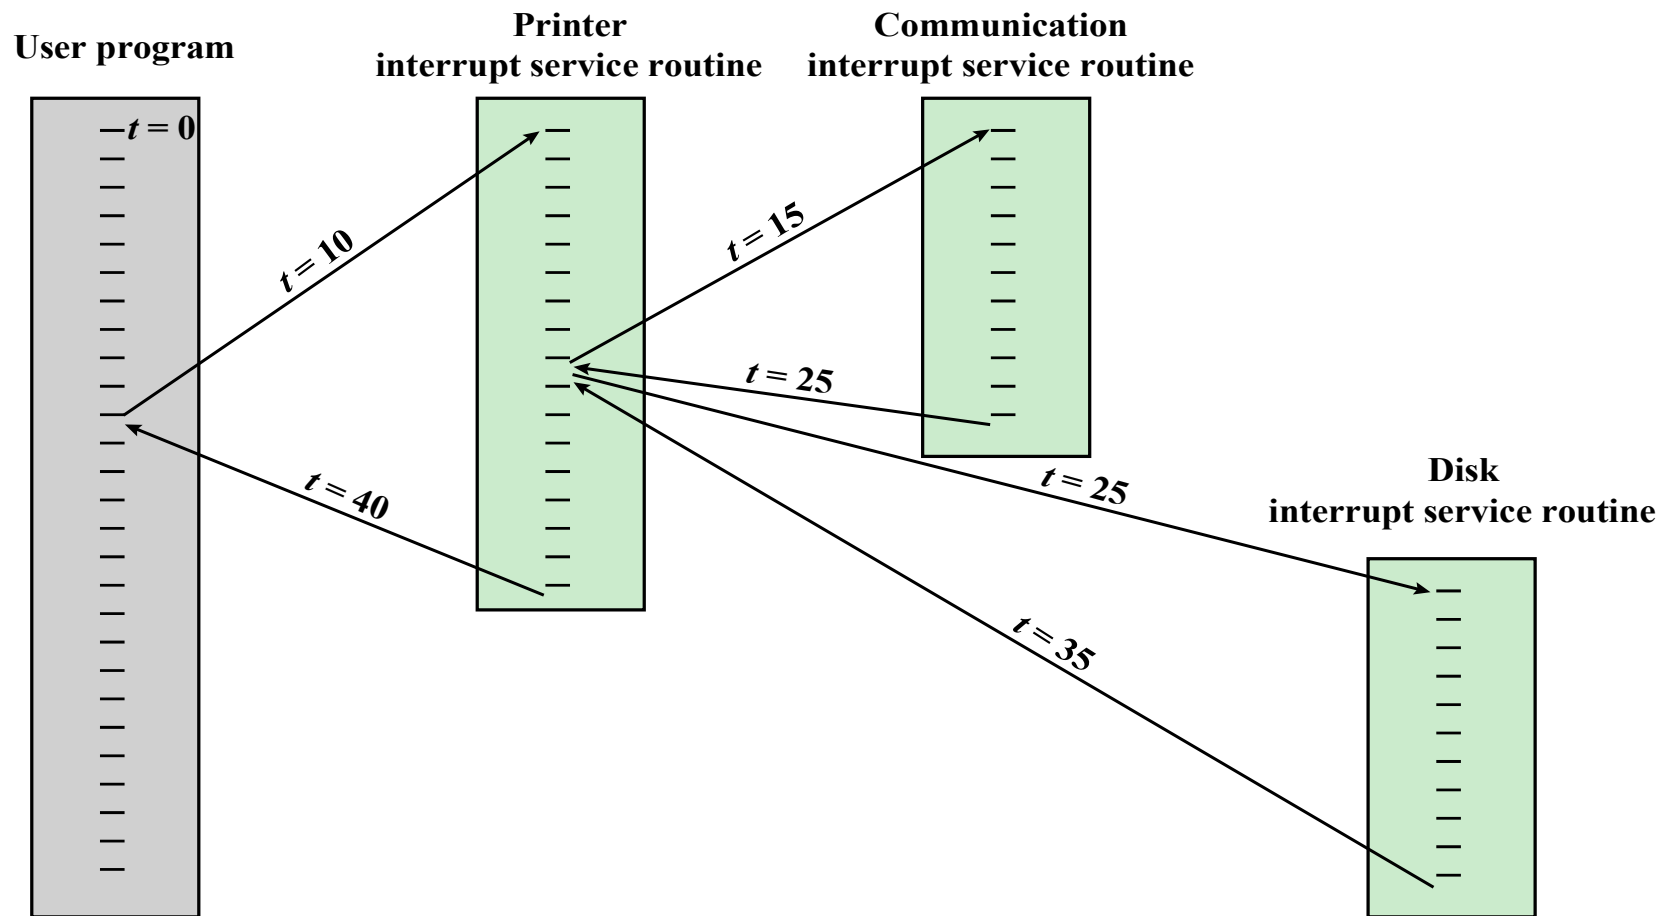 User program
Printer
interrupt service routine
Communication
interrupt service routine
t = 0
t = 10
t = 15
t = 25
t = 25
t = 40
Disk
interrupt service routine
t = 35